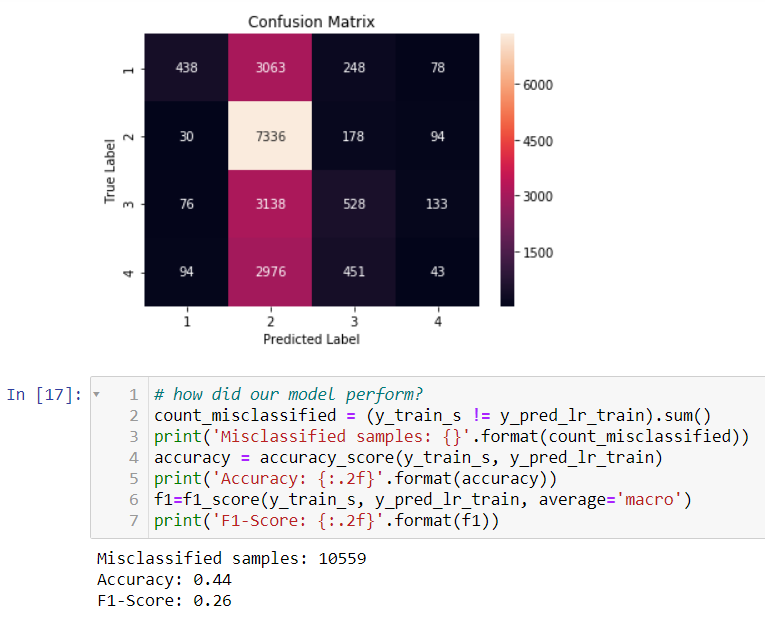 Confusion Matrix
1 438 3063 248 78
2 30 7336 178 94
3 76 3138 528 133
4 94 2976 451 43
1 2 3 4
Predicted Label
True Label
6000
4500
3000
1500
In [17]:
1 # how did our model perform?
2 count_misclassified = (y_train_s != y_pred_lr_train).sum()
3 print('Misclassified samples: {}'.format(count_misclassified))
4 accuracy = accuracy_score(y_train_s, y_pred_lr_train)
5 print('Accuracy: {:.2f}'.format(accuracy))
6 f1=f1_score(y_train_s, y_pred_lr_train, average='macro')
7 print('F1-Score: {:.2f}'.format(f1))
Misclassified samples: 10559
Accuracy: 0.44
F1-Score: 0.26